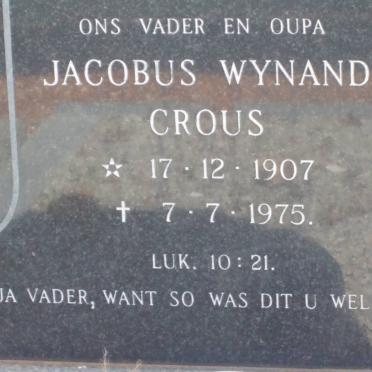 ONS VADER EN OUPA
JACOBUS WYNAND
CROUS
☆ 17·12·1907
✝ 7·7·1975.
LUK. 10:21.
JA VADER, WANT SO WAS DIT U WEL